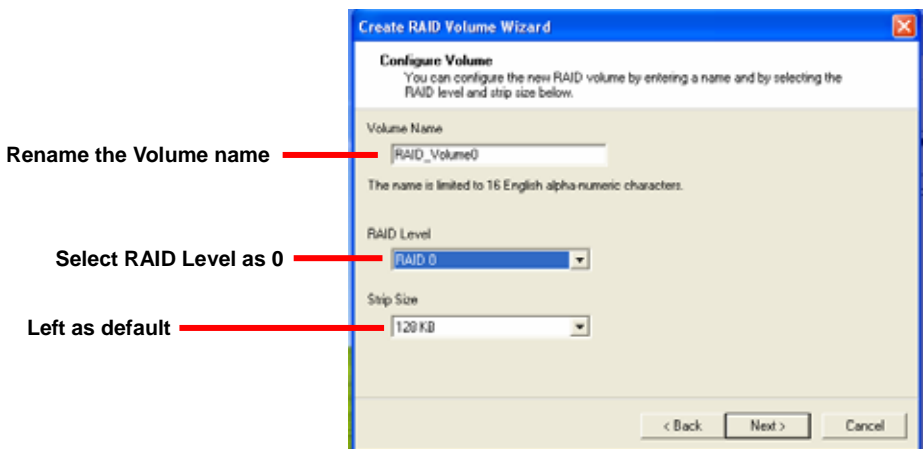 Create RAID Volume Wizard
Configure Volume
You can configure the new RAID volume by entering a name and by selecting the
RAID level and strip size below.
Volume Name
Rename the Volume name
RAID_Volume0
The name is limited to 16 English alpha-numeric characters.
RAID Level
Select RAID Level as 0
RAID 0
Strip Size
Left as default
128 KB
< Back
Next >
Cancel